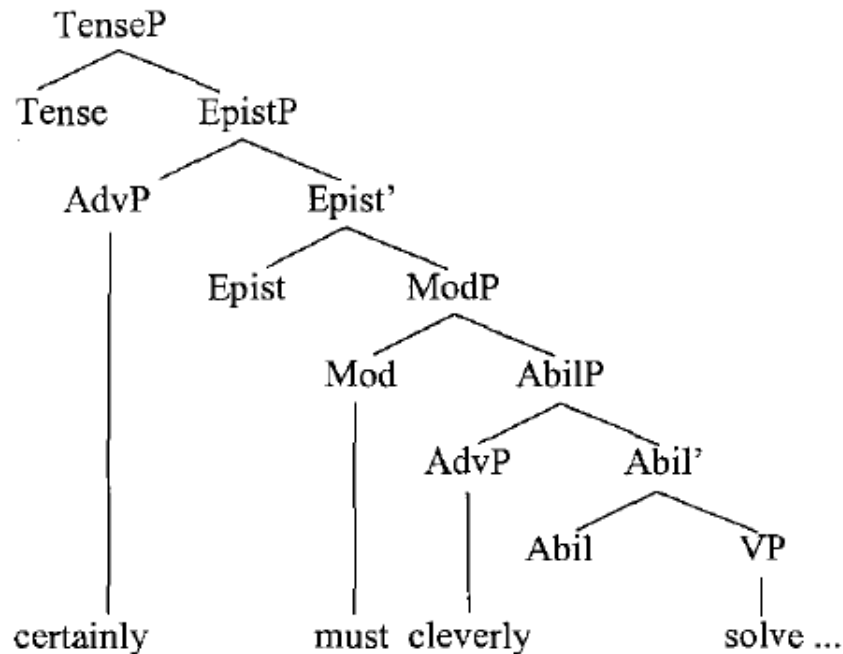 TenseP
Tense EpistP
AdvP Epist’
Epist ModP
Mod AbilP
AdvP Abil’
Abil VP
certainly must cleverly solve ...